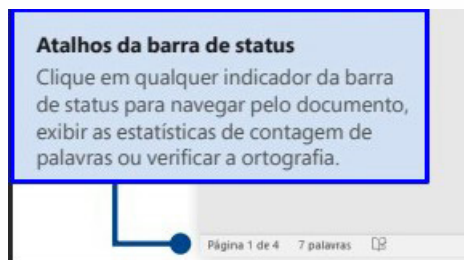 Atalhos da barra de status
Clique em qualquer indicador da barra
de status para navegar pelo documento,
exibir as estatísticas de contagem de
palavras ou verificar a ortografia.
Página 1 de 4 7 palavras